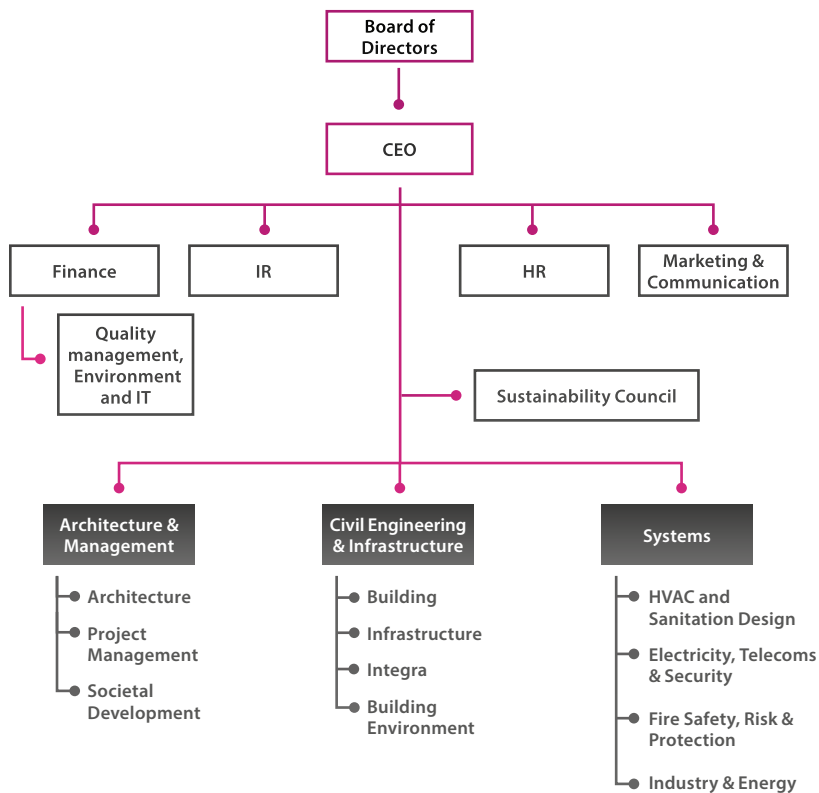 Board of
Directors
CEO
Finance
IR
HR
Marketing &
Communication
Quality
management,
Environment
and IT
Sustainability Council
Architecture &
Management
Architecture
Project
Management
Societal
Development
Civil Engineering
& Infrastructure
Building
Infrastructure
Integra
Building
Environment
Systems
HVAC and
Sanitation Design
Electricity, Telecoms
& Security
Fire Safety, Risk &
Protection
Industry & Energy